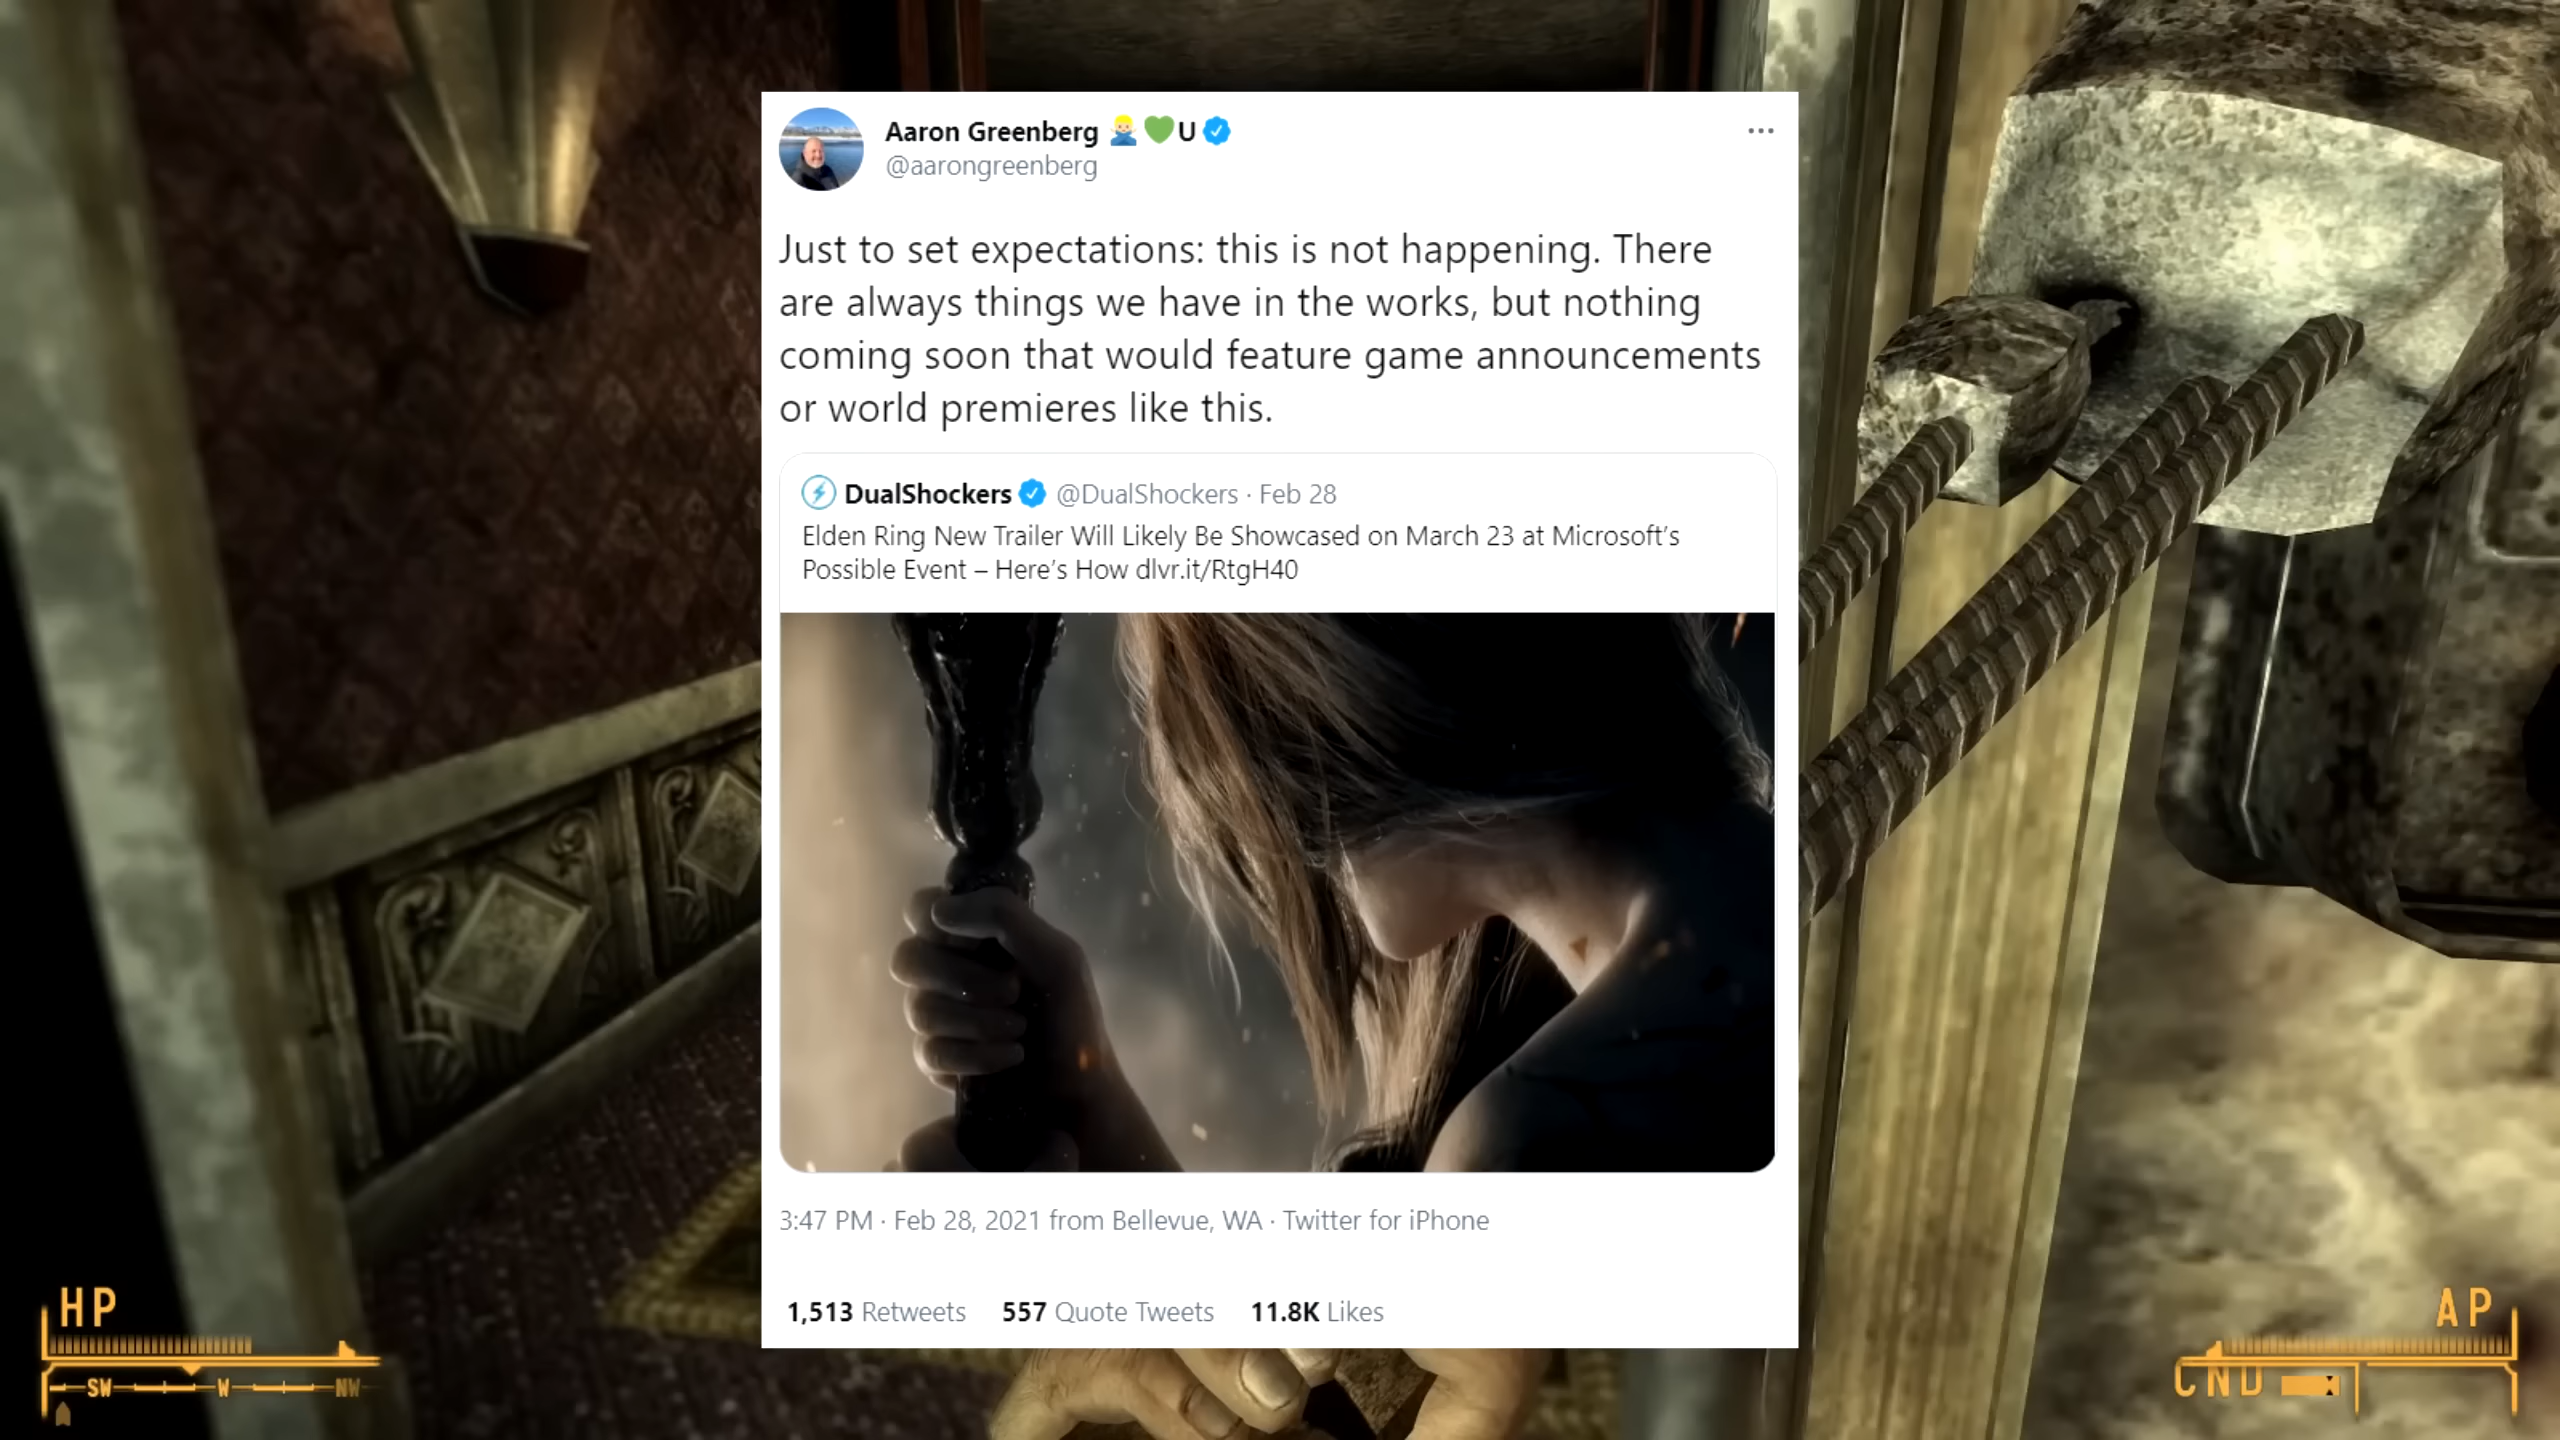 Aaron Greenberg 🙅🏼‍♂️💚U
@aarongreenberg
Just to set expectations: this is not happening. There
are always things we have in the works, but nothing
coming soon that would feature game announcements
or world premieres like this.
DualShockers @DualShockers · Feb 28
Elden Ring New Trailer Will Likely Be Showcased on March 23 at Microsoft’s
Possible Event – Here’s How dlvr.it/RtgH40
3:47 PM · Feb 28, 2021 from Bellevue, WA · Twitter for iPhone
1,513 Retweets 557 Quote Tweets 11.8K Likes
HP
SW W NW
AP
CND